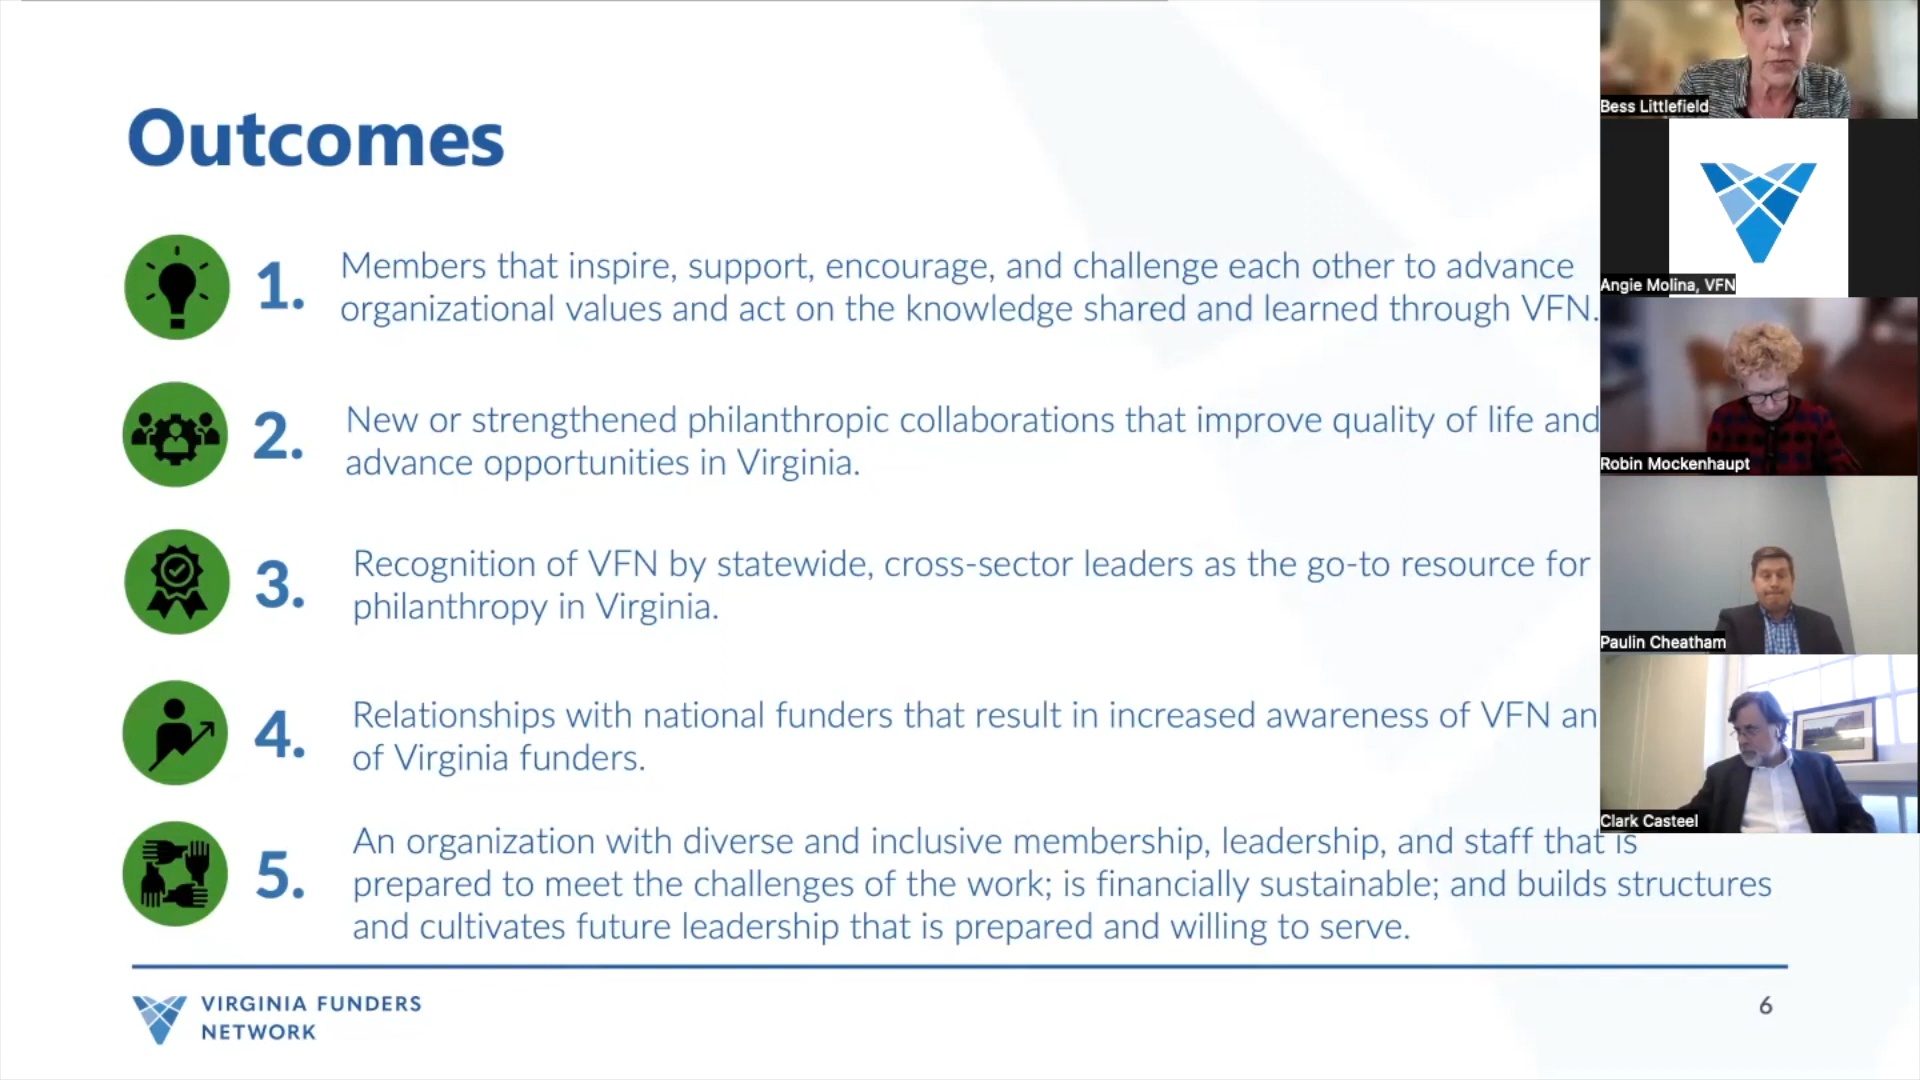 Outcomes
1. Members that inspire, support, encourage, and challenge each other to advance
organizational values and act on the knowledge shared and learned through VFN.
2. New or strengthened philanthropic collaborations that improve quality of life and
advance opportunities in Virginia.
3. Recognition of VFN by statewide, cross-sector leaders as the go-to resource for
philanthropy in Virginia.
4. Relationships with national funders that result in increased awareness of VFN an
of Virginia funders.
5. An organization with diverse and inclusive membership, leadership, and staff that is
prepared to meet the challenges of the work; is financially sustainable; and builds structures
and cultivates future leadership that is prepared and willing to serve.
VIRGINIA FUNDERS
NETWORK
6
Bess Littlefield
Angie Molina, VFN
Robin Mockenhaupt
Paulin Cheatham
Clark Casteel